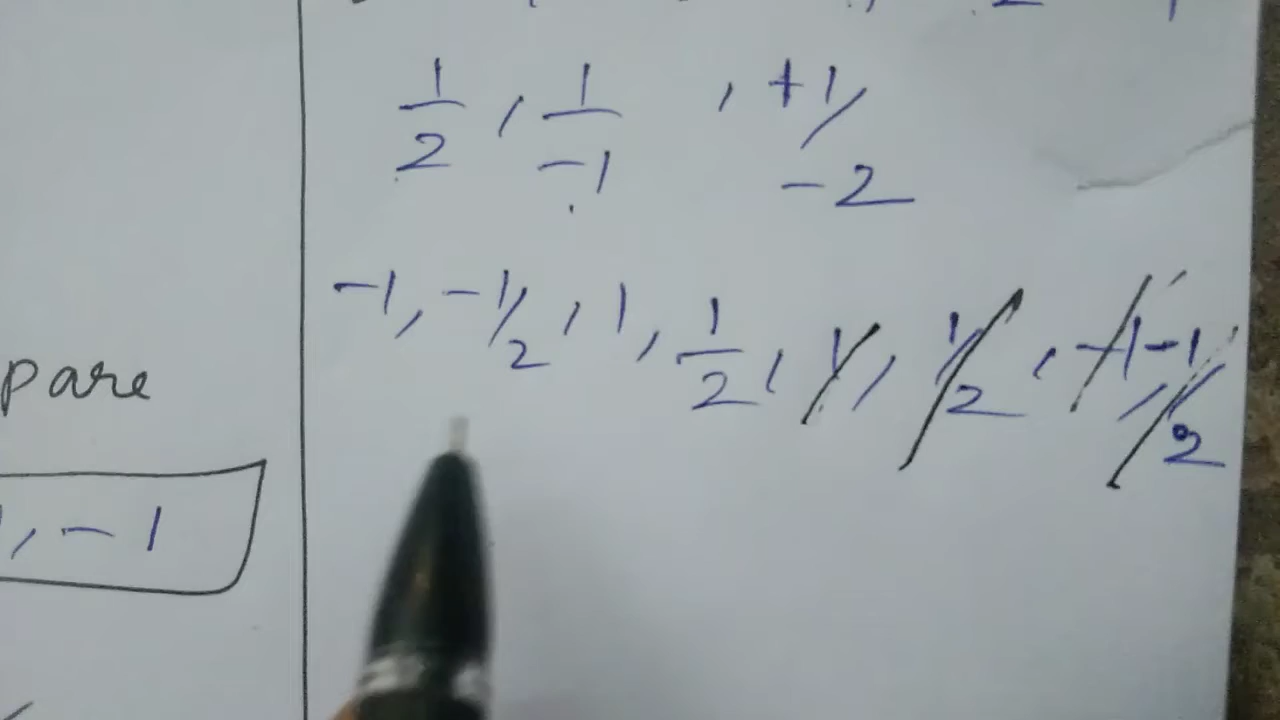 1/2 , 1/-1 , +1/-2
-1, -1/2 , 1 , 1/2 , 1 , 1/2 , -1 , -1/2
pare
, -1